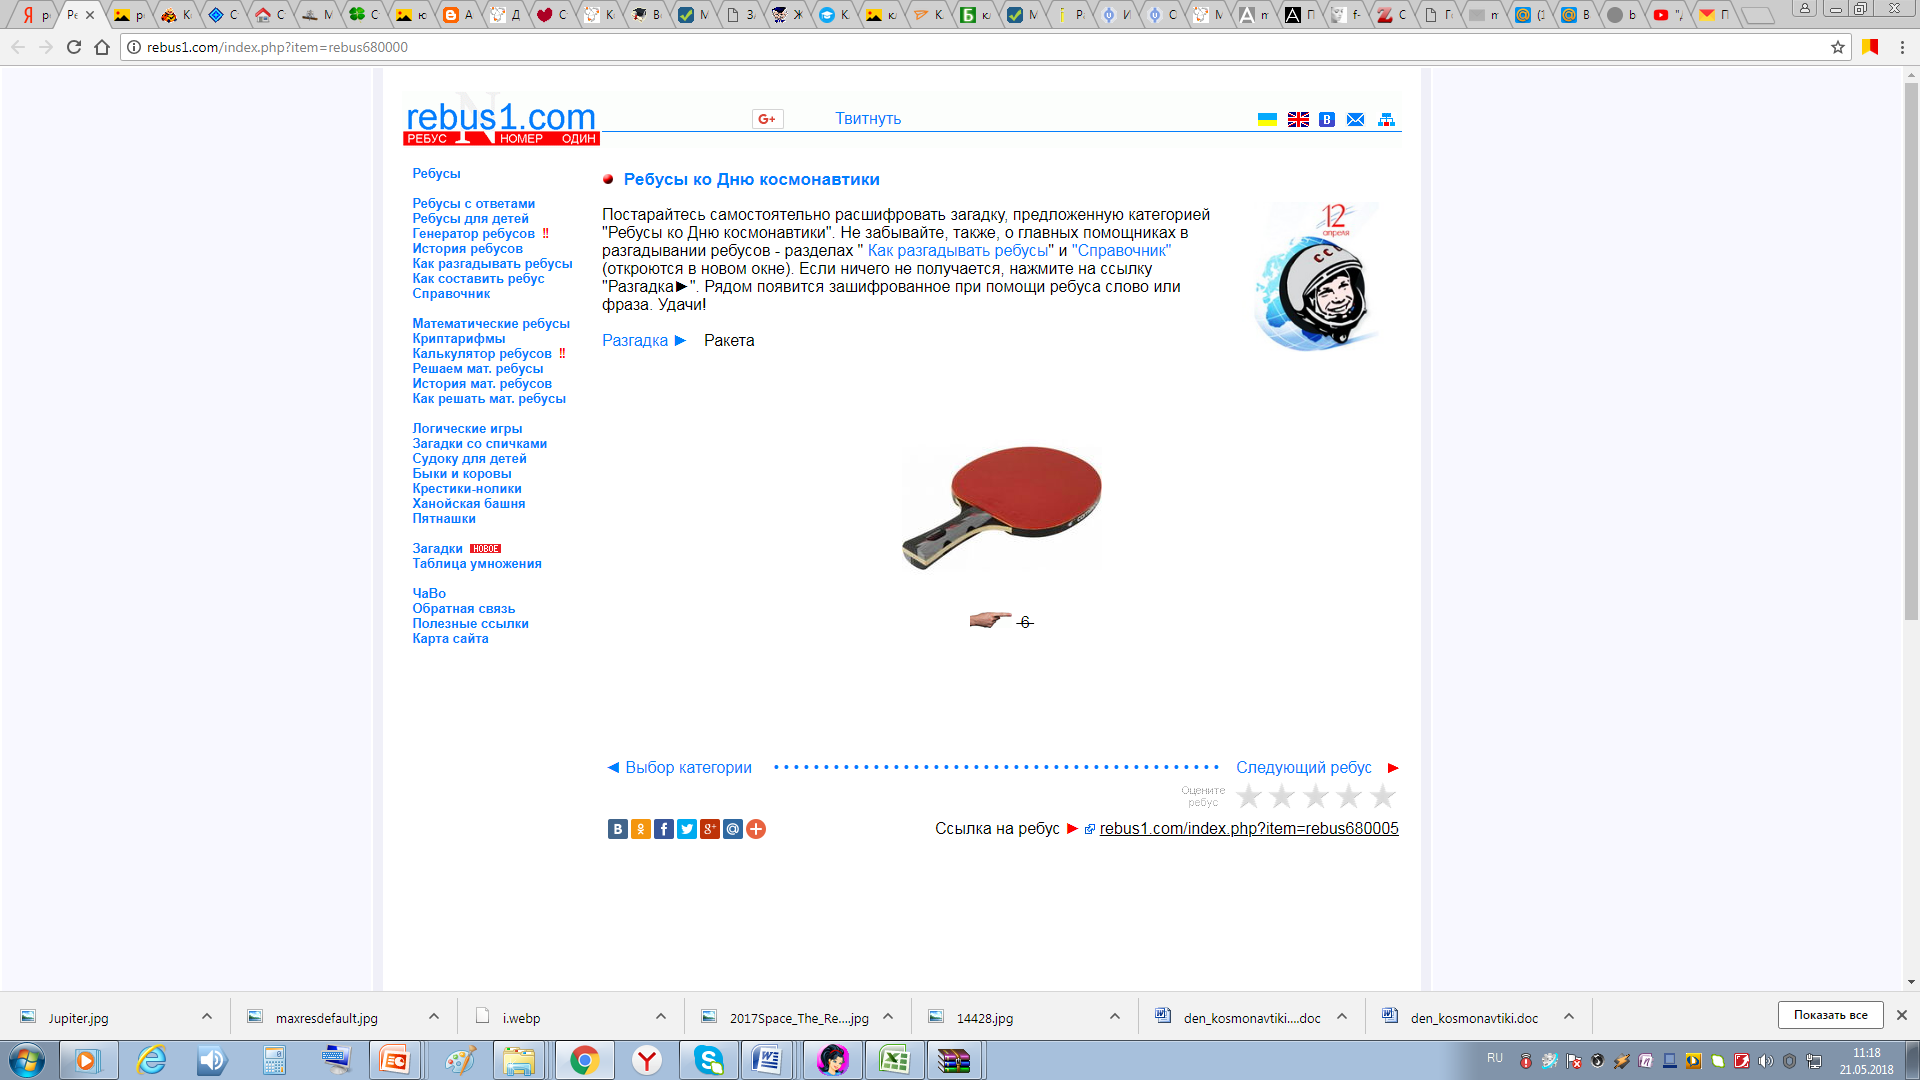 rebus1.com/index.php?item=rebus680000
rebus1.com
РЕБУС НОМЕР ОДИН
G+
Твитнуть
Ребусы
Ребусы с ответами
Ребусы для детей
Генератор ребусов !!
История ребусов
Как разгадывать ребусы
Как составить ребус
Справочник
Математические ребусы
Криптарифмы
Калькулятор ребусов !!
Решаем мат. ребусы
История мат. ребусов
Как решать мат. ребусы
Логические игры
Загадки со спичками
Судоку для детей
Быки и коровы
Крестики-нолики
Ханойская башня
Пятнашки
Загадки НОВОЕ
Таблица умножения
ЧаВо
Обратная связь
Полезные ссылки
Карта сайта
Ребусы ко Дню космонавтики
Постарайтесь самостоятельно расшифровать загадку, предложенную категорией
"Ребусы ко Дню космонавтики". Не забывайте, также, о главных помощниках в
разгадывании ребусов - разделах " Как разгадывать ребусы" и "Справочник"
(откроются в новом окне). Если ничего не получается, нажмите на ссылку
"Разгадка►". Рядом появится зашифрованное при помощи ребуса слово или
фраза. Удачи!
12
апреля
СССР
Разгадка ► Ракета
6
◄ Выбор категории
Следующий ребус ►
Оцените
ребус
Ссылка на ребус ► rebus1.com/index.php?item=rebus680005
Jupiter.jpg
maxresdefault.jpg
i.webp
2017Space_The_Re....jpg
14428.jpg
den_kosmonavtiki....doc
den_kosmonavtiki.doc
Показать все
RU
11:18
21.05.2018